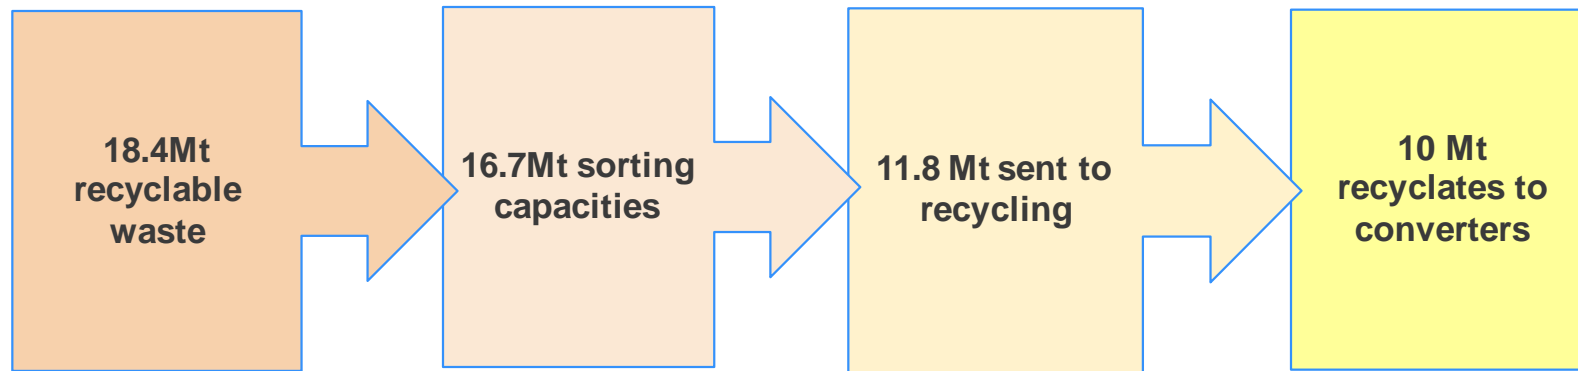 18.4Mt
recyclable
waste
16.7Mt sorting
capacities
11.8 Mt sent to
recycling
10 Mt
recyclates to
converters